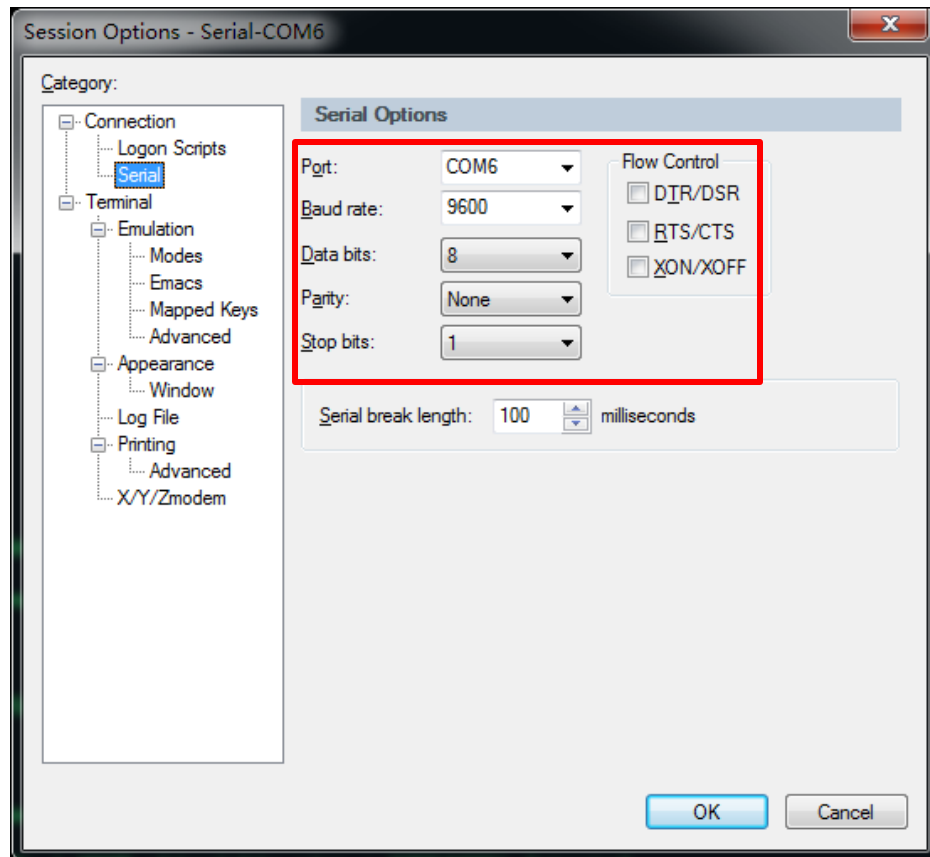 Session Options - Serial-COM6
Category:
Connection
Logon Scripts
Serial
Terminal
Emulation
Modes
Emacs
Mapped Keys
Advanced
Appearance
Window
Log File
Printing
Advanced
X/Y/Zmodem
Serial Options
Port: COM6
Baud rate: 9600
Data bits: 8
Parity: None
Stop bits: 1
Flow Control
DTR/DSR
RTS/CTS
XON/XOFF
Serial break length: 100 milliseconds
OK Cancel